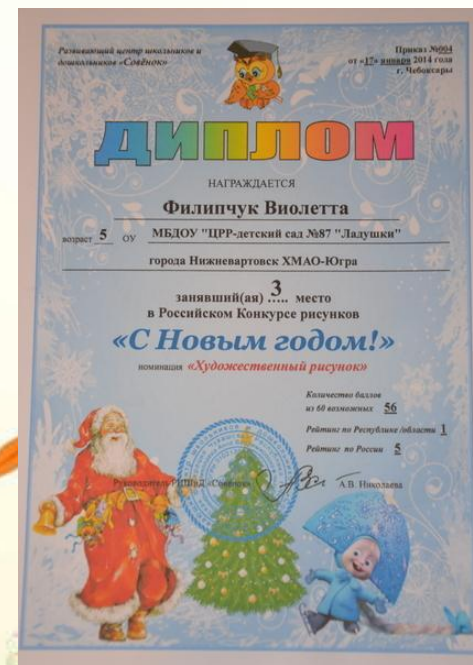 Развивающий центр школьников и
дошкольников «Совёнок»
Приказ №004
от «17» января 2014 года
г. Чебоксары
ДИПЛОМ
НАГРАЖДАЕТСЯ
Филипчук Виолетта
возраст 5 ОУ МБДОУ "ЦРР-детский сад №87 "Ладушки"
города Нижневартовск ХМАО-Югра
занявший(ая) ..3.. место
в Российском Конкурсе рисунков
«С Новым годом!»
номинация «Художественный рисунок»
Количество баллов
из 60 возможных 56
Рейтинг по Республике/области 1
Рейтинг по России 5
Руководитель РЦШиД «Совёнок» А.В. Николаева